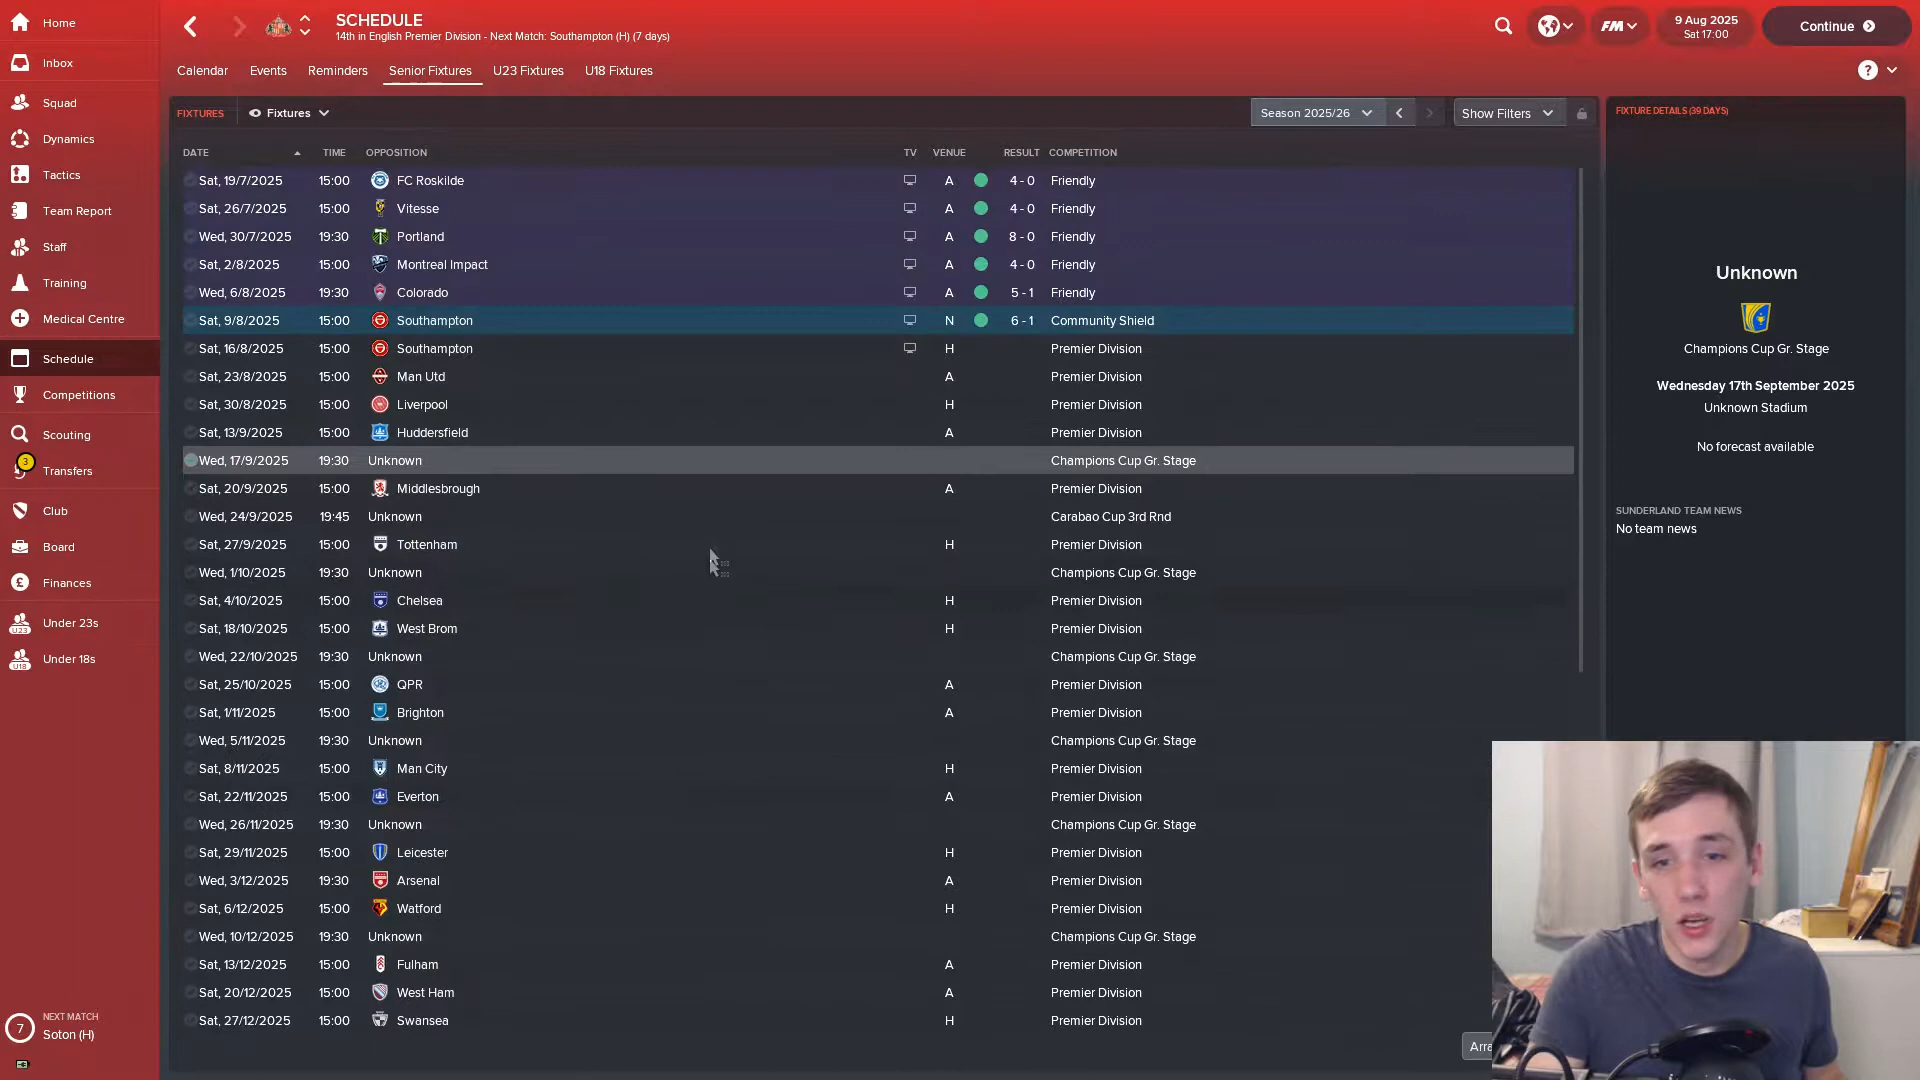 Home
Inbox
Squad
Dynamics
Tactics
Team Report
Staff
Training
Medical Centre
Schedule
Competitions
Scouting
3
Transfers
Club
Board
Finances
U23
Under 23s
U18
Under 18s
7
NEXT MATCH
Soton (H)
SCHEDULE
14th in English Premier Division - Next Match: Southampton (H) (7 days)
FM
9 Aug 2025
Sat 17:00
Continue
Calendar Events Reminders Senior Fixtures U23 Fixtures U18 Fixtures
?
FIXTURES Fixtures Season 2025/26 Show Filters
DATE TIME OPPOSITION TV VENUE RESULT COMPETITION
Sat, 19/7/2025 15:00 FC Roskilde A 4 - 0 Friendly
Sat, 26/7/2025 15:00 Vitesse A 4 - 0 Friendly
Wed, 30/7/2025 19:30 Portland A 8 - 0 Friendly
Sat, 2/8/2025 15:00 Montreal Impact A 4 - 0 Friendly
Wed, 6/8/2025 19:30 Colorado A 5 - 1 Friendly
Sat, 9/8/2025 15:00 Southampton N 6 - 1 Community Shield
Sat, 16/8/2025 15:00 Southampton H Premier Division
Sat, 23/8/2025 15:00 Man Utd A Premier Division
Sat, 30/8/2025 15:00 Liverpool H Premier Division
Sat, 13/9/2025 15:00 Huddersfield A Premier Division
Wed, 17/9/2025 19:30 Unknown Champions Cup Gr. Stage
Sat, 20/9/2025 15:00 Middlesbrough A Premier Division
Wed, 24/9/2025 19:45 Unknown Carabao Cup 3rd Rnd
Sat, 27/9/2025 15:00 Tottenham H Premier Division
Wed, 1/10/2025 19:30 Unknown Champions Cup Gr. Stage
Sat, 4/10/2025 15:00 Chelsea H Premier Division
Sat, 18/10/2025 15:00 West Brom H Premier Division
Wed, 22/10/2025 19:30 Unknown Champions Cup Gr. Stage
Sat, 25/10/2025 15:00 QPR A Premier Division
Sat, 1/11/2025 15:00 Brighton A Premier Division
Wed, 5/11/2025 19:30 Unknown Champions Cup Gr. Stage
Sat, 8/11/2025 15:00 Man City H Premier Division
Sat, 22/11/2025 15:00 Everton A Premier Division
Wed, 26/11/2025 19:30 Unknown Champions Cup Gr. Stage
Sat, 29/11/2025 15:00 Leicester H Premier Division
Wed, 3/12/2025 19:30 Arsenal A Premier Division
Sat, 6/12/2025 15:00 Watford H Premier Division
Wed, 10/12/2025 19:30 Unknown Champions Cup Gr. Stage
Sat, 13/12/2025 15:00 Fulham A Premier Division
Sat, 20/12/2025 15:00 West Ham A Premier Division
Sat, 27/12/2025 15:00 Swansea H Premier Division
Arra
FIXTURE DETAILS (39 DAYS)
Unknown
Champions Cup Gr. Stage
Wednesday 17th September 2025
Unknown Stadium
No forecast available
SUNDERLAND TEAM NEWS
No team news